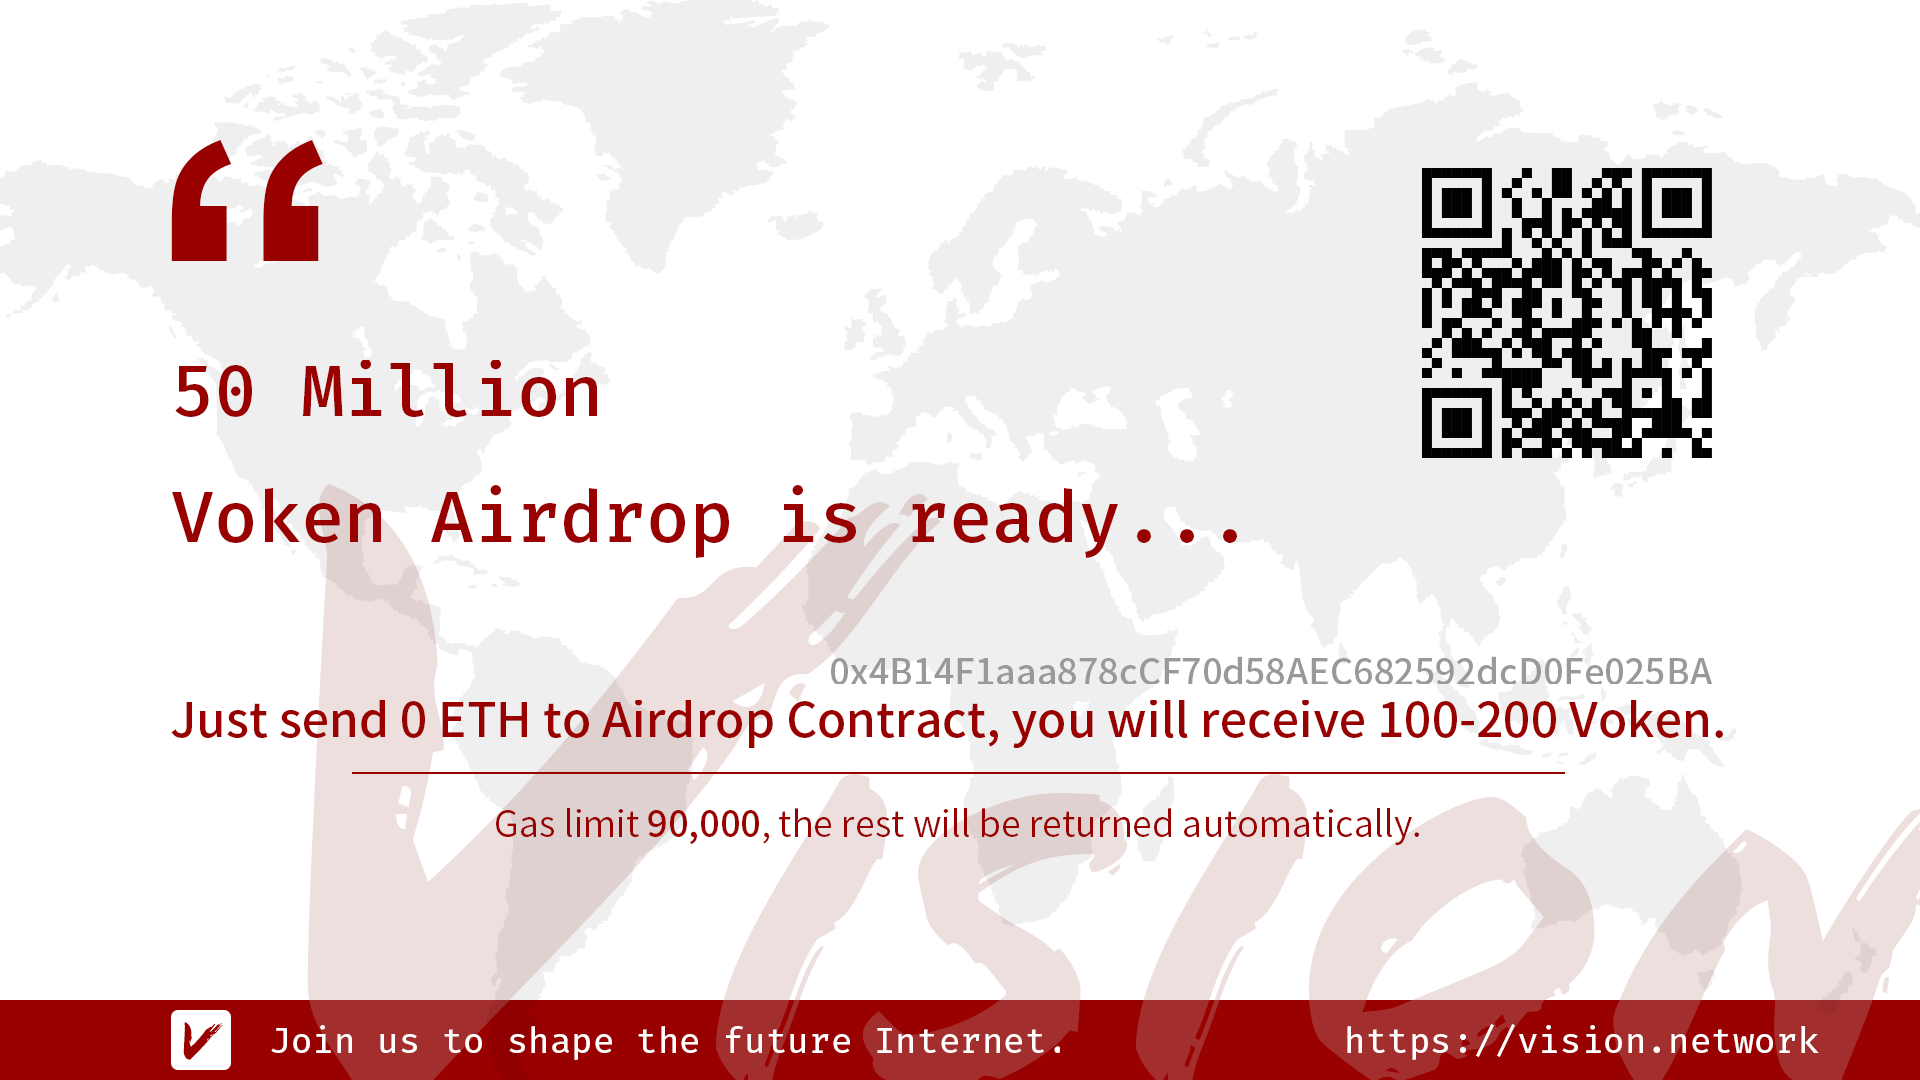 “
50 Million
Voken Airdrop is ready...
0x4B14F1aaa878cCF70d58AEC682592dcD0Fe025BA
Just send 0 ETH to Airdrop Contract, you will receive 100-200 Voken.
Gas limit 90,000, the rest will be returned automatically.
Vision
Join us to shape the future Internet.
https://vision.network